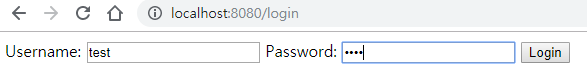 localhost:8080/login
Username: test Password: •••• Login